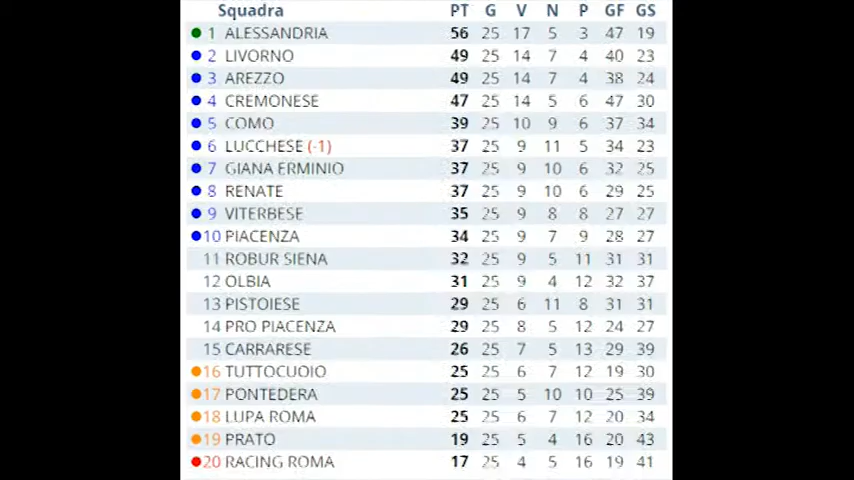 Squadra PT G V N P GF GS
1 ALESSANDRIA 56 25 17 5 3 47 19
2 LIVORNO 49 25 14 7 4 40 23
3 AREZZO 49 25 14 7 4 38 24
4 CREMONESE 47 25 14 5 6 47 30
5 COMO 39 25 10 9 6 37 34
6 LUCCHESE (-1) 37 25 9 11 5 34 23
7 GIANA ERMINIO 37 25 9 10 6 32 25
8 RENATE 37 25 9 10 6 29 25
9 VITERBESE 35 25 9 8 8 27 27
10 PIACENZA 34 25 9 7 9 28 27
11 ROBUR SIENA 32 25 9 5 11 31 31
12 OLBIA 31 25 9 4 12 32 37
13 PISTOIESE 29 25 6 11 8 31 31
14 PRO PIACENZA 29 25 8 5 12 24 27
15 CARRARESE 26 25 7 5 13 29 39
16 TUTTOCUOIO 25 25 6 7 12 19 30
17 PONTEDERA 25 25 5 10 10 25 39
18 LUPA ROMA 25 25 6 7 12 20 34
19 PRATO 19 25 5 4 16 20 43
20 RACING ROMA 17 25 4 5 16 19 41